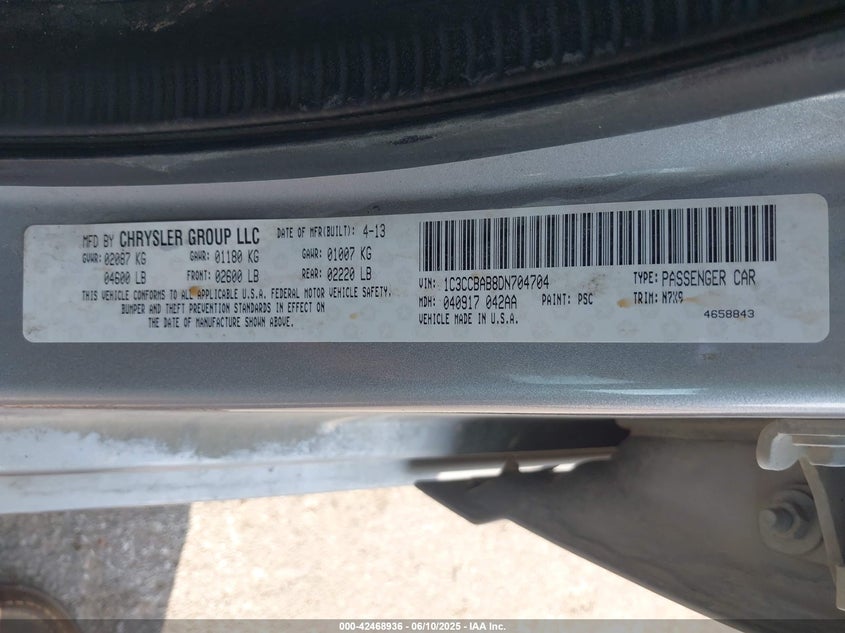 MFD BY CHRYSLER GROUP LLC DATE OF MFR(BUILT): 4-13
GVWR: 02087 KG GAWR: 01180 KG GAWR: 01007 KG
04600 LB FRONT: 02600 LB REAR: 02220 LB
THIS VEHICLE CONFORMS TO ALL APPLICABLE U.S.A. FEDERAL MOTOR VEHICLE SAFETY,
BUMPER AND THEFT PREVENTION STANDARDS IN EFFECT ON
THE DATE OF MANUFACTURE SHOWN ABOVE.
VIN: 1C3CCBAB8DN704704 TYPE: PASSENGER CAR
MDH: 040917 042AA PAINT: PSC TRIM: N7X9
VEHICLE MADE IN U.S.A. 4658843
000-42468936 - 06/10/2025 - IAA Inc.